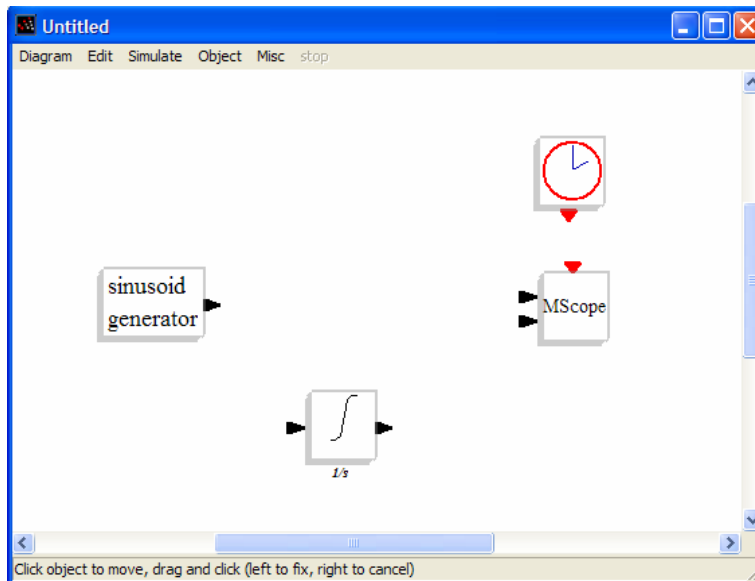 Untitled
Diagram Edit Simulate Object Misc stop
sinusoid
generator
MScope
1/s
Click object to move, drag and click (left to fix, right to cancel)